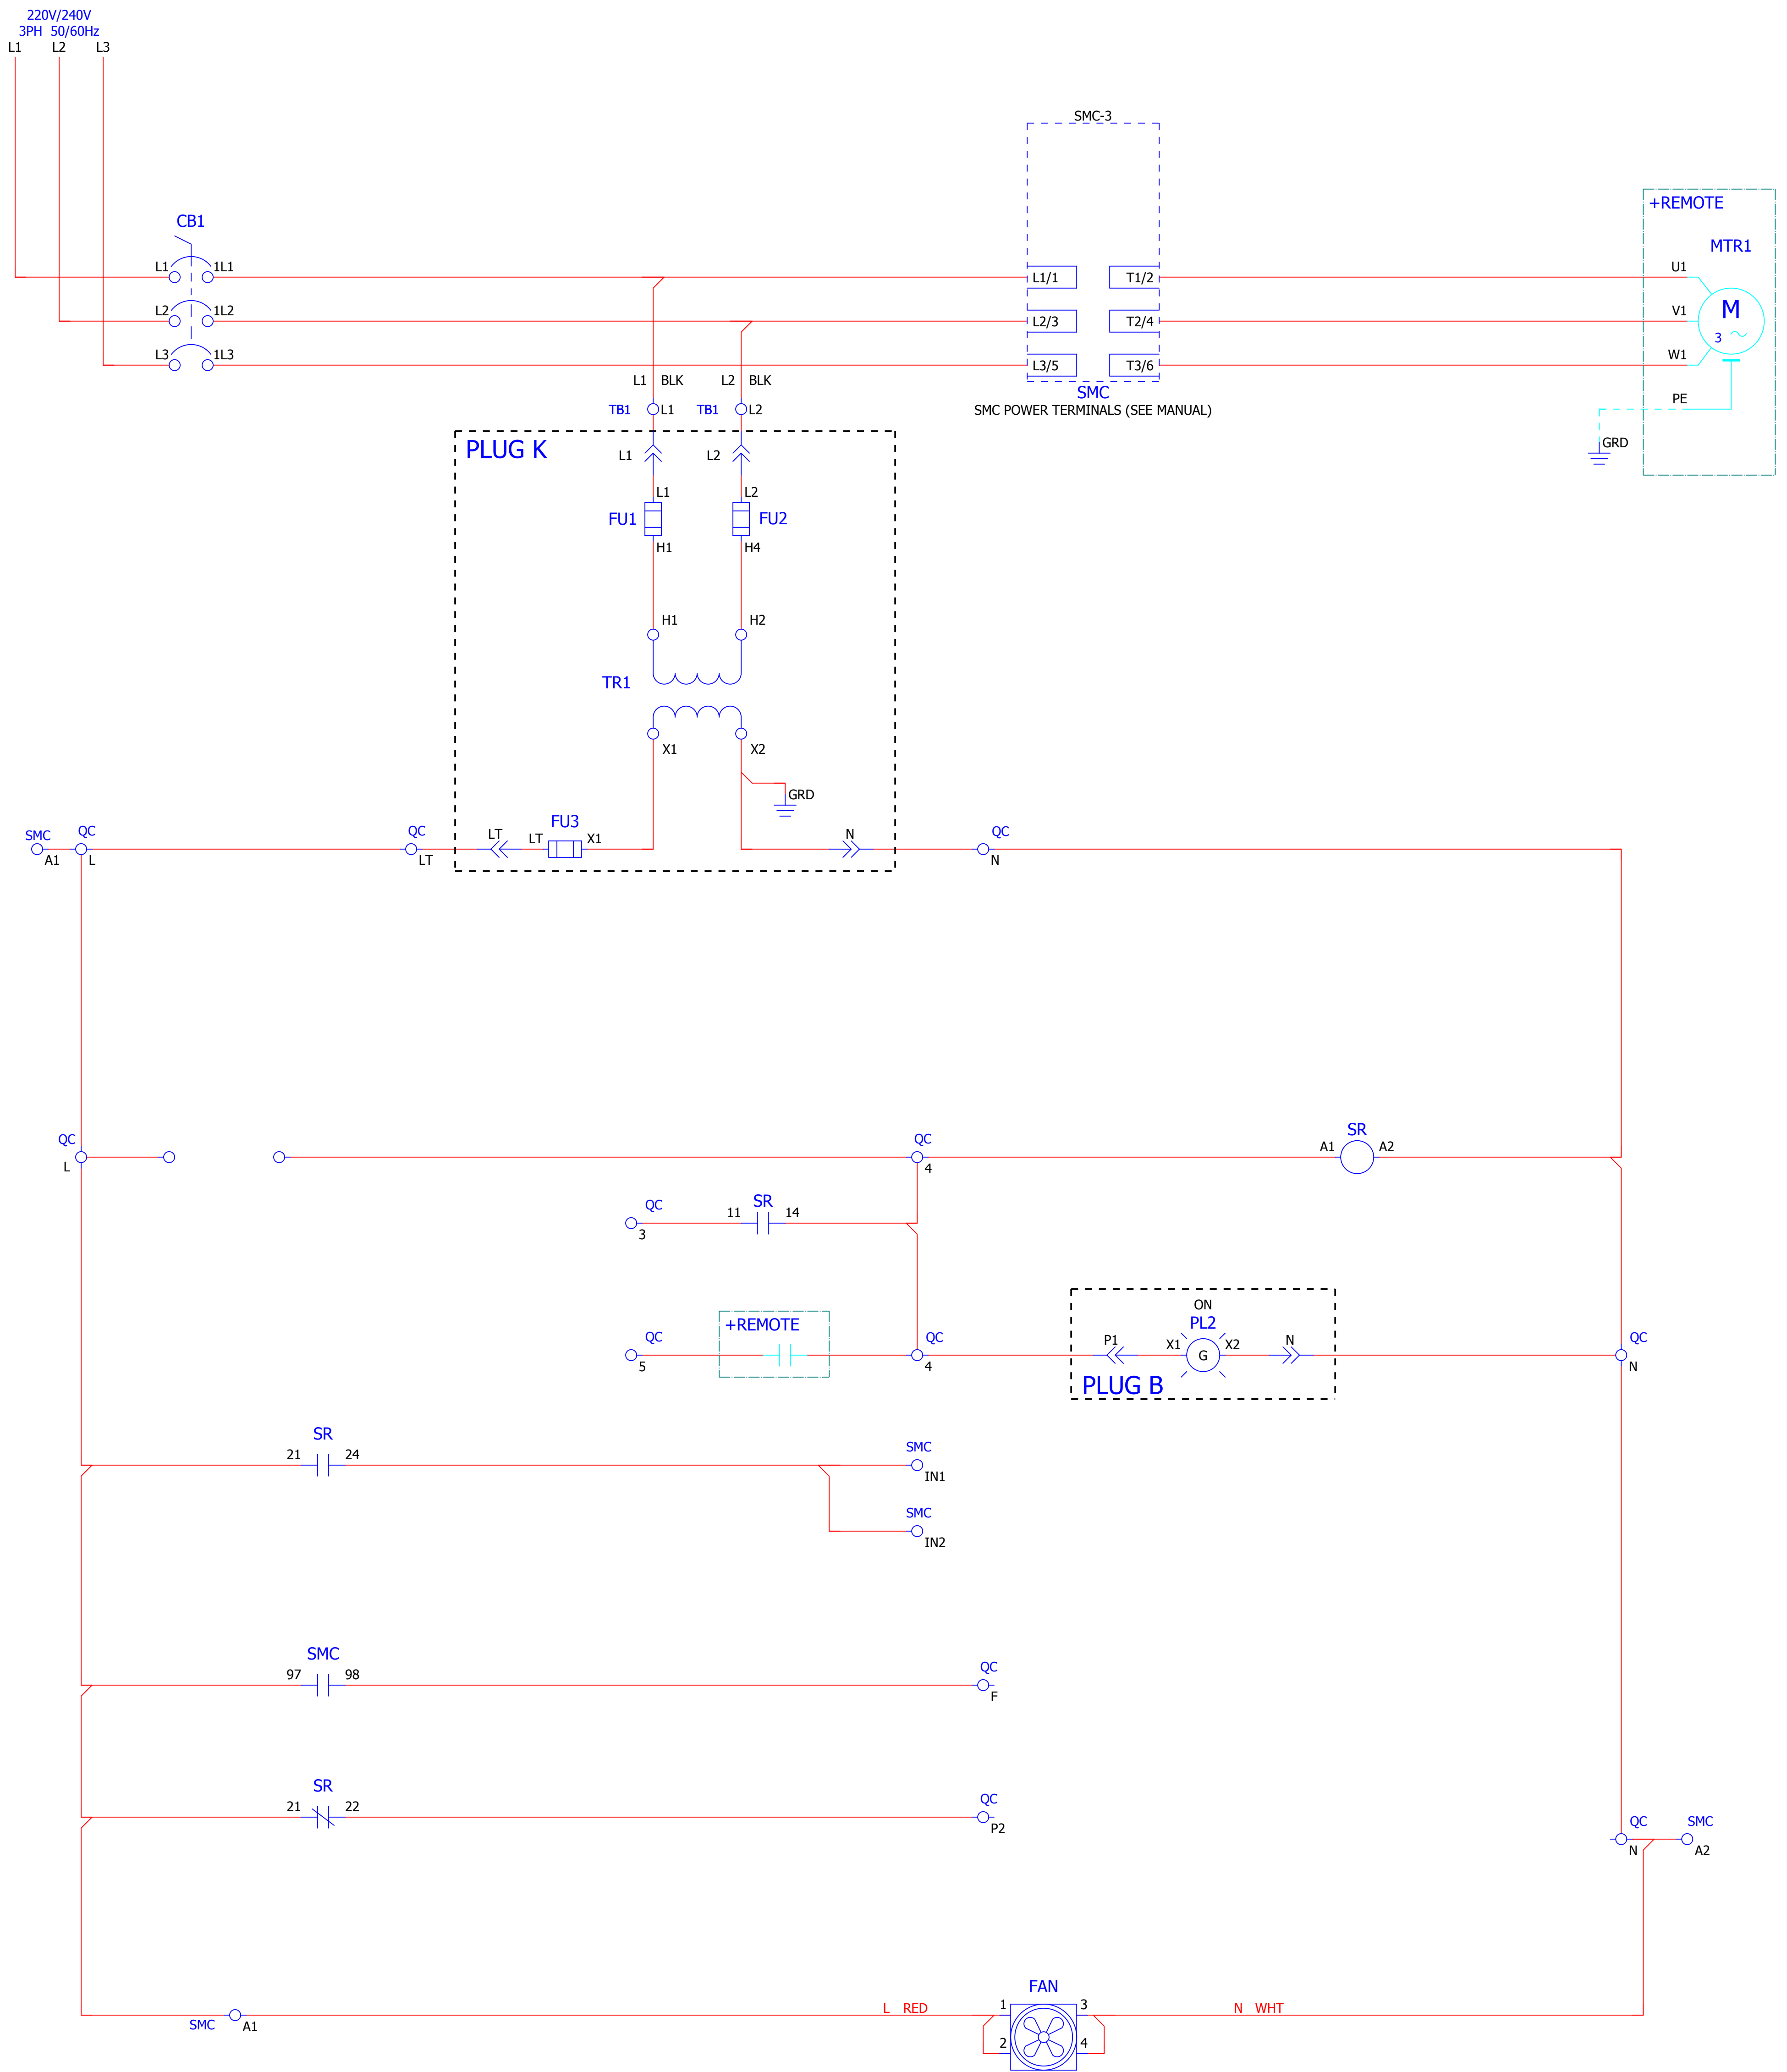 220V/240V
3PH 50/60Hz
L1 L2 L3
SMC-3
+REMOTE
CB1
MTR1
L1 1L1 L1/1 T1/2 U1
L2 1L2 L2/3 T2/4 V1
M
3
L3 1L3 L3/5 T3/6 W1
L1 BLK L2 BLK
SMC
TB1 L1 TB1 L2
SMC POWER TERMINALS (SEE MANUAL)
PE
GRD
PLUG K
L1 L2
L1 L2
FU1 FU2
H1 H4
H1 H2
TR1
X1 X2
GRD
FU3
SMC QC QC LT LT X1 N QC
A1 L LT N
QC QC SR
A1 A2
L 4
QC SR
11 14
3
ON
+REMOTE PL2
QC QC P1 X1 G X2 N QC
5 4 N
PLUG B
SR
21 24 SMC
IN1
SMC
IN2
SMC
97 98 QC
F
SR
21 22 QC
P2
QC SMC
N A2
FAN
L RED 1 3 N WHT
SMC A1
2 4